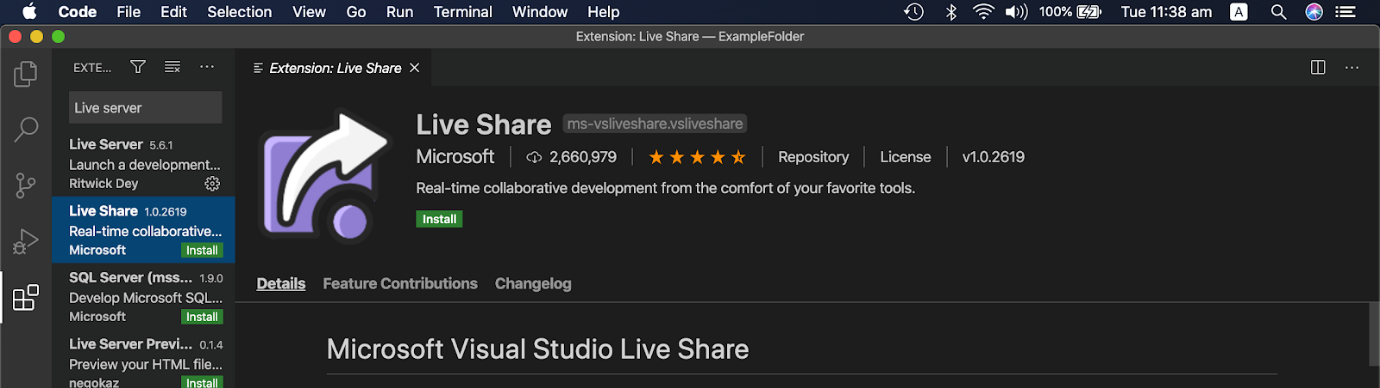 Code File Edit Selection View Go Run Terminal Window Help 100% Tue 11:38 am A
Extension: Live Share — ExampleFolder
EXTE... ···
Extension: Live Share ×
Live server
Live Server 5.6.1
Launch a development...
Ritwick Dey
Live Share 1.0.2619
Real-time collaborative...
Microsoft Install
SQL Server (mss... 1.9.0
Develop Microsoft SQL...
Microsoft Install
Live Server Previ... 0.1.4
Preview your HTML file...
negokaz Install
Live Share ms-vsliveshare.vsliveshare
Microsoft 2,660,979 Repository License v1.0.2619
Real-time collaborative development from the comfort of your favorite tools.
Install
Details Feature Contributions Changelog
Microsoft Visual Studio Live Share